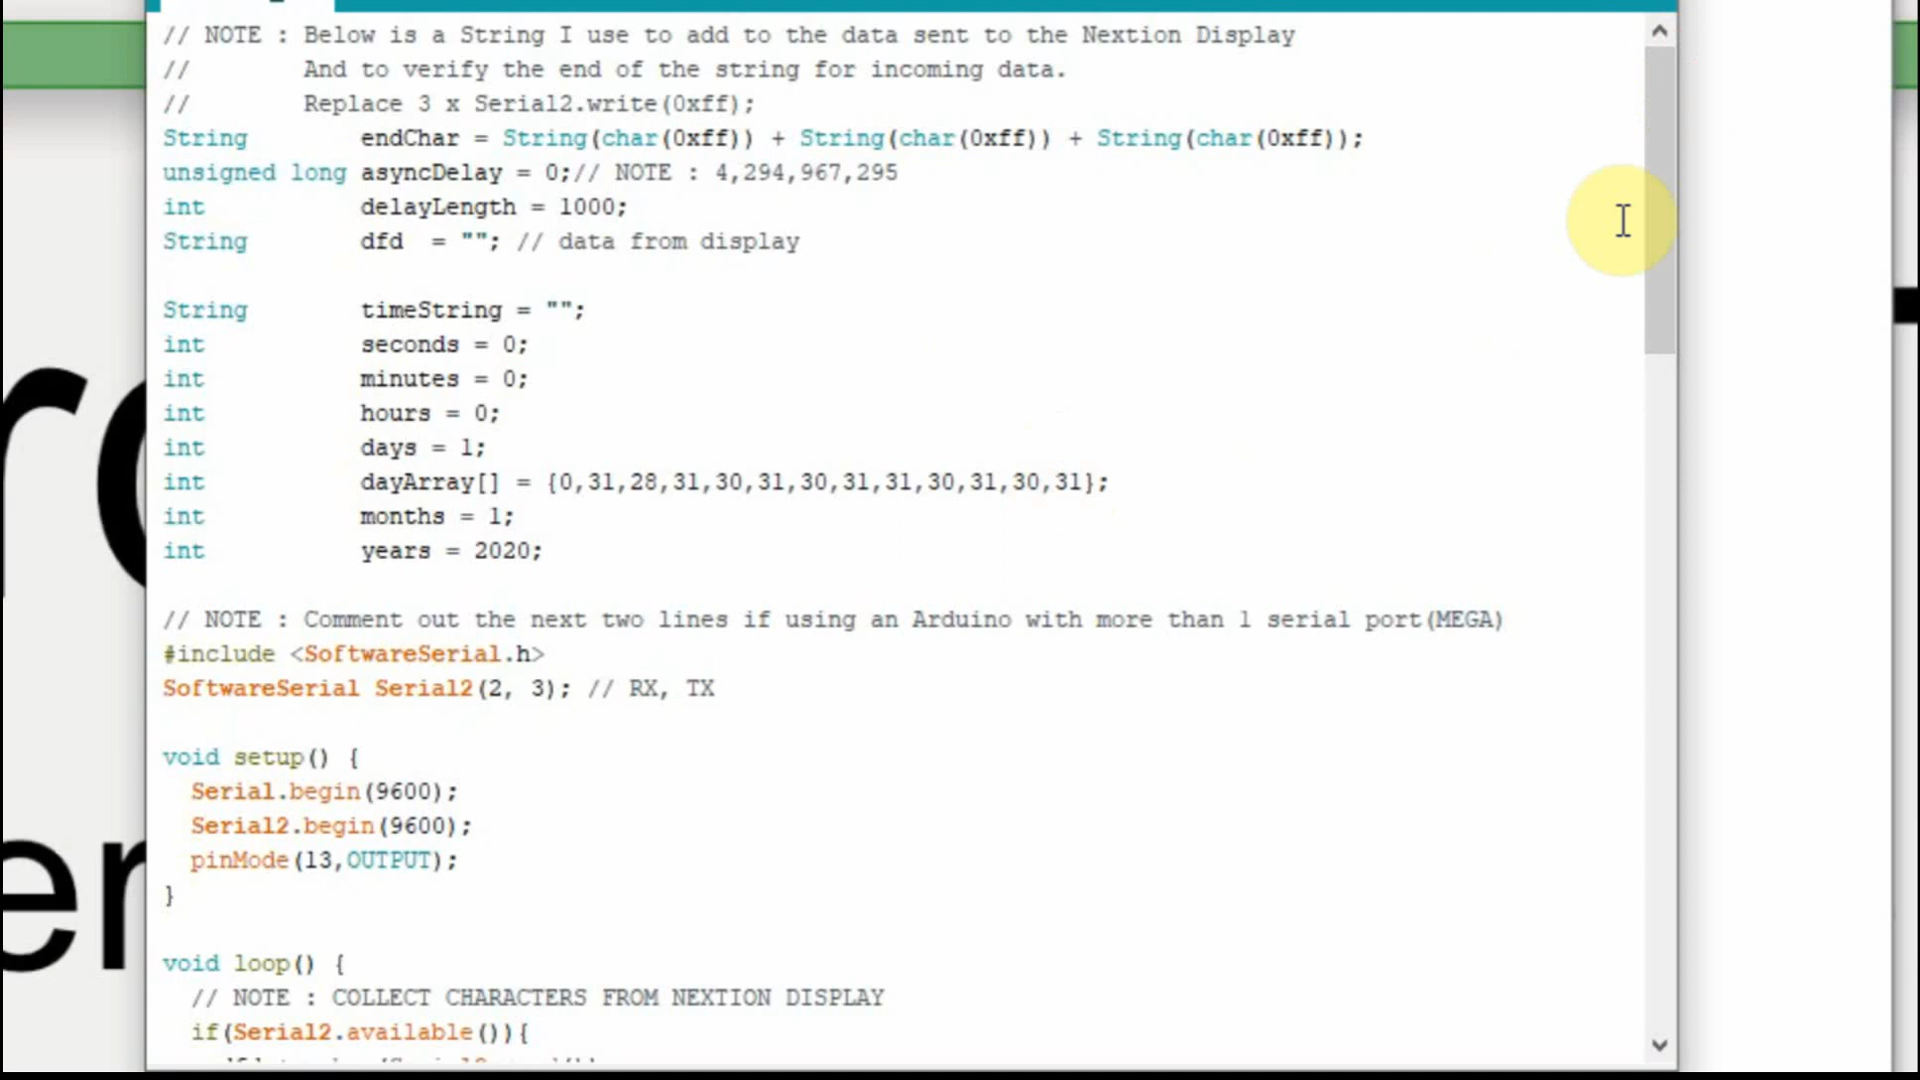 // NOTE : Below is a String I use to add to the data sent to the Nextion Display
//        And to verify the end of the string for incoming data.
//        Replace 3 x Serial2.write(0xff);
String        endChar = String(char(0xff)) + String(char(0xff)) + String(char(0xff));
unsigned long asyncDelay = 0;// NOTE : 4,294,967,295
int           delayLength = 1000;
String        dfd  = ""; // data from display
String        timeString = "";
int           seconds = 0;
int           minutes = 0;
int           hours = 0;
int           days = 1;
int           dayArray[] = {0,31,28,31,30,31,30,31,31,30,31,30,31};
int           months = 1;
int           years = 2020;
// NOTE : Comment out the next two lines if using an Arduino with more than 1 serial port(MEGA)
#include <SoftwareSerial.h>
SoftwareSerial Serial2(2, 3); // RX, TX
void setup() {
  Serial.begin(9600);
  Serial2.begin(9600);
  pinMode(13,OUTPUT);
}
void loop() {
  // NOTE : COLLECT CHARACTERS FROM NEXTION DISPLAY
  if(Serial2.available()){
er